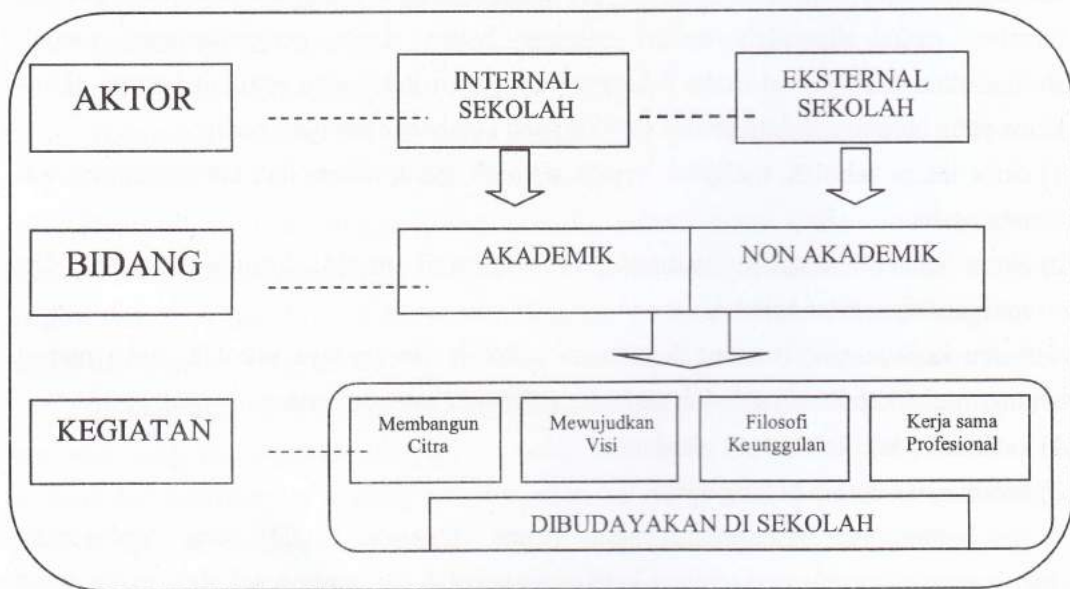 AKTOR
INTERNAL
SEKOLAH
EKSTERNAL
SEKOLAH
BIDANG
AKADEMIK
NON AKADEMIK
KEGIATAN
Membangun
Citra
Mewujudkan
Visi
Filosofi
Keunggulan
Kerja sama
Profesional
DIBUDAYAKAN DI SEKOLAH